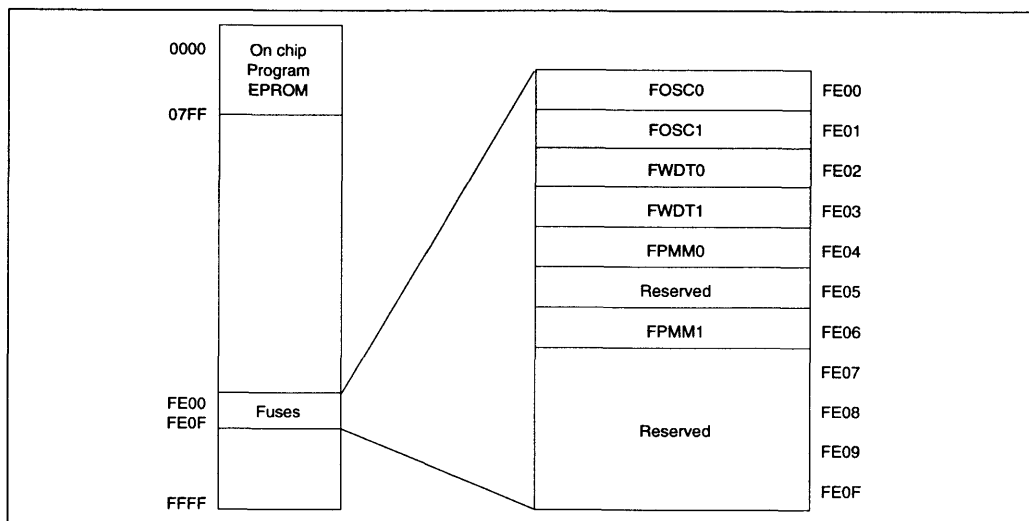 0000
On chip
Program
EPROM
07FF
FE00
FE0F
Fuses
FFFF
FOSC0
FE00
FOSC1
FE01
FWDT0
FE02
FWDT1
FE03
FPMM0
FE04
Reserved
FE05
FPMM1
FE06
Reserved
FE07
FE08
FE09
FE0F